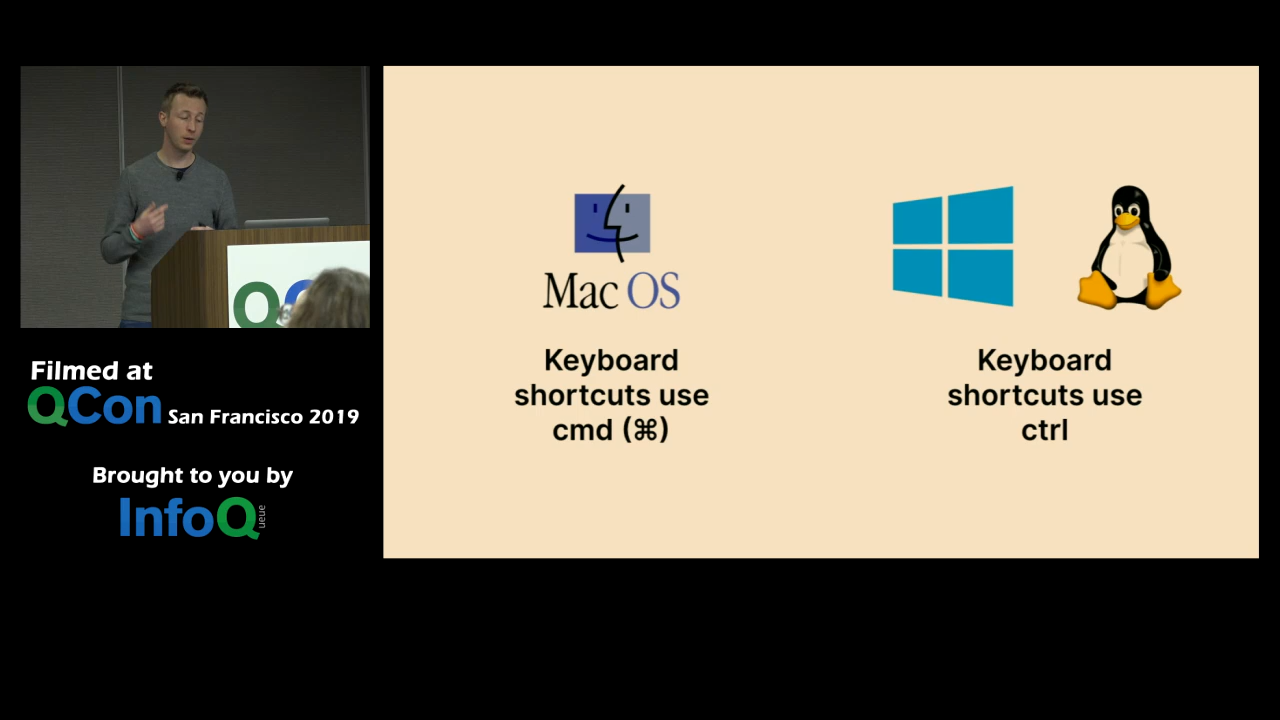 Filmed at
QCon San Francisco 2019
Brought to you by
InfoQ
ueue
Mac OS
Keyboard
shortcuts use
cmd (⌘)
Keyboard
shortcuts use
ctrl